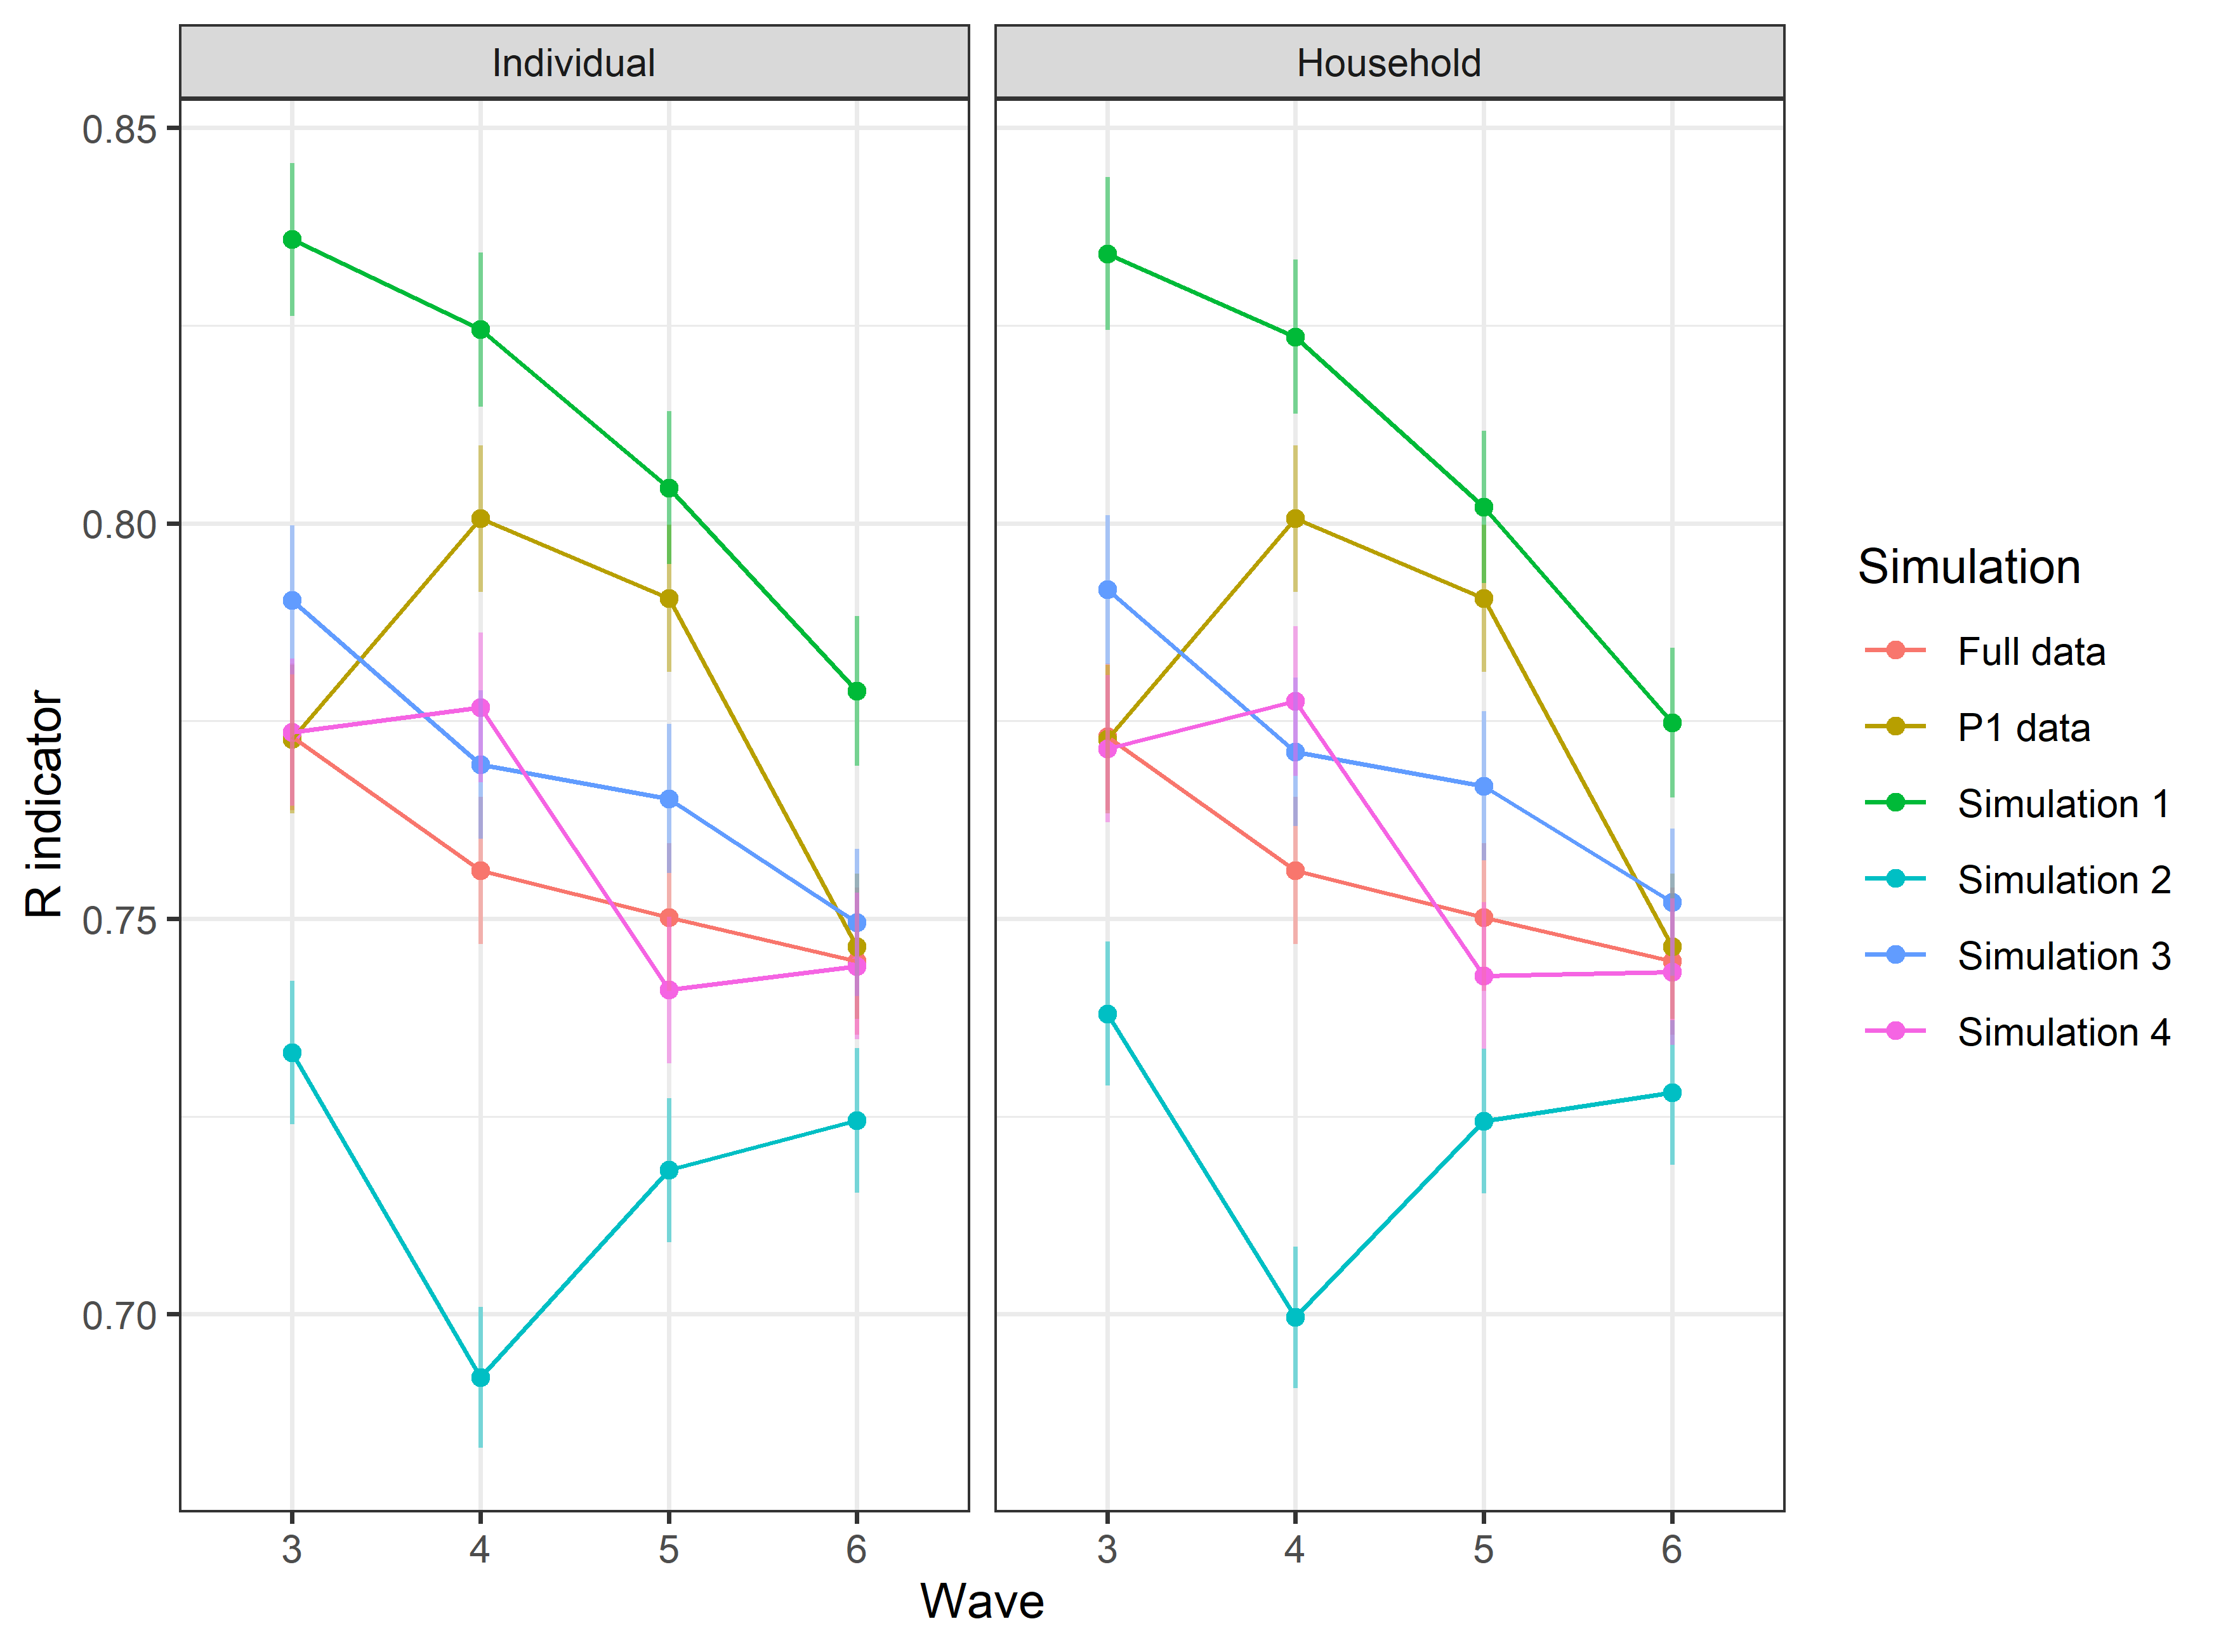 Individual
Household
0.85
0.80
0.75
0.70
R indicator
3 4 5 6
3 4 5 6
Wave
Simulation
Full data
P1 data
Simulation 1
Simulation 2
Simulation 3
Simulation 4